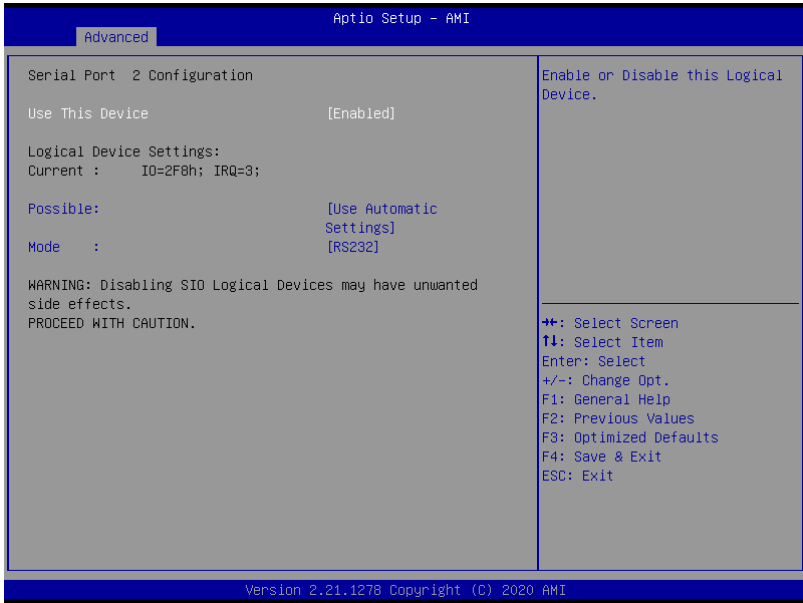 Aptio Setup – AMI
Advanced
Serial Port  2 Configuration
Use This Device [Enabled]
Logical Device Settings:
Current :     IO=2F8h; IRQ=3;
Possible: [Use Automatic
Settings]
Mode    : [RS232]
WARNING: Disabling SIO Logical Devices may have unwanted
side effects.
PROCEED WITH CAUTION.
Enable or Disable this Logical
Device.
→←: Select Screen
↑↓: Select Item
Enter: Select
+/-: Change Opt.
F1: General Help
F2: Previous Values
F3: Optimized Defaults
F4: Save & Exit
ESC: Exit
Version 2.21.1278 Copyright (C) 2020 AMI